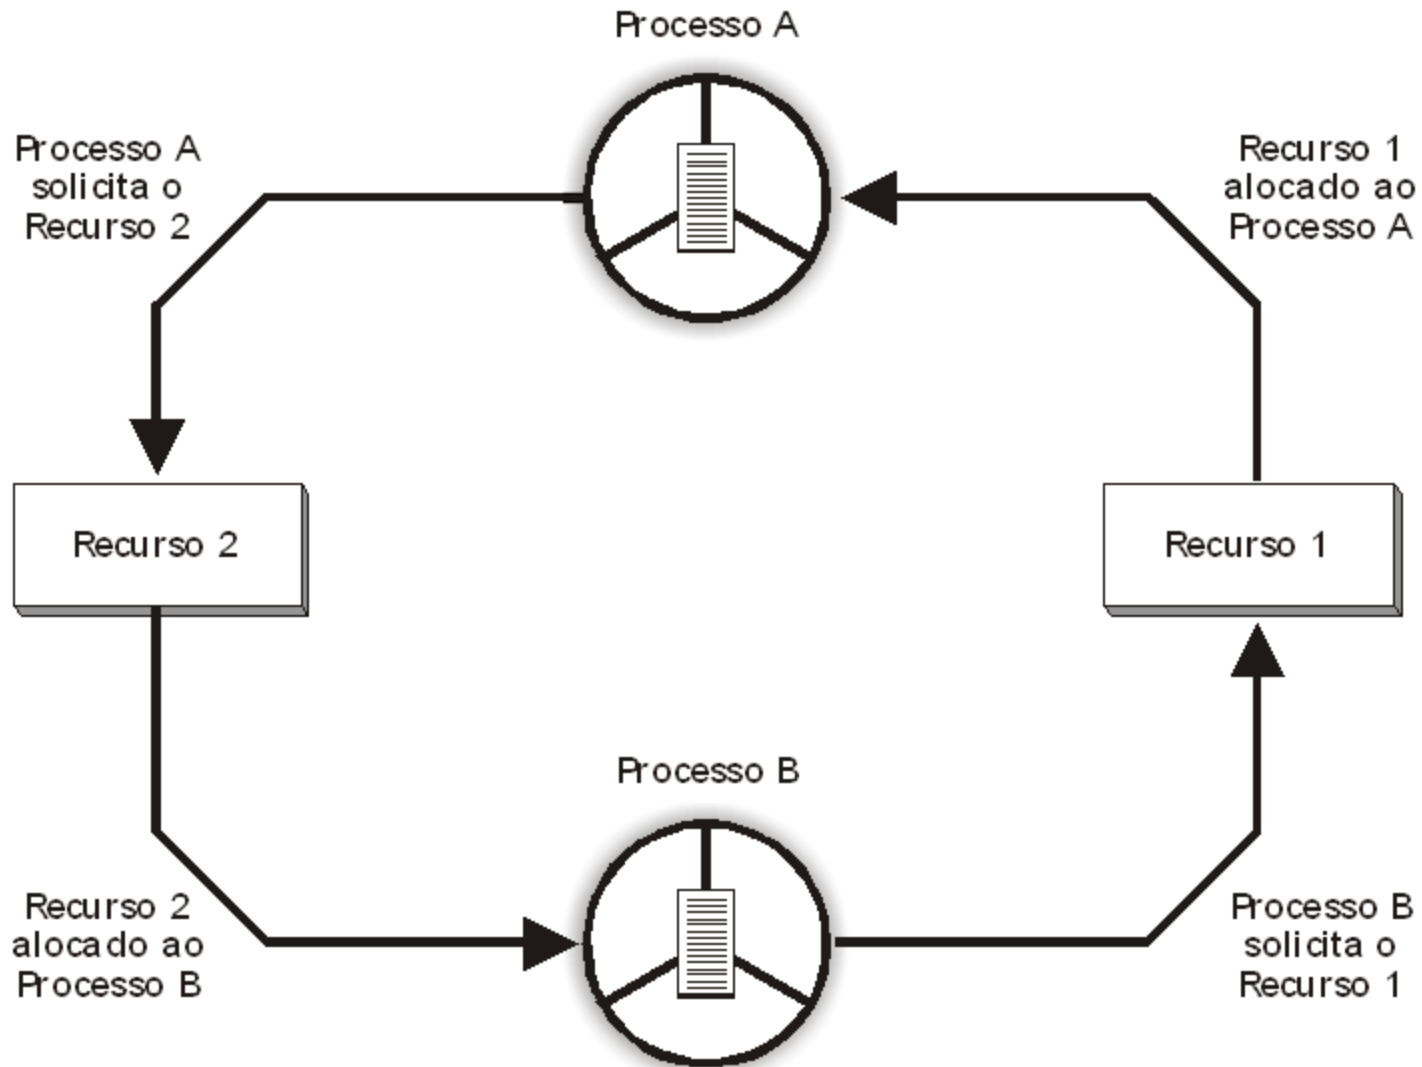 Processo A
Processo A
solicita o
Recurso 2
Recurso 1
alocado ao
Processo A
Recurso 2
Recurso 1
Processo B
Recurso 2
alocado ao
Processo B
Processo B
solicita o
Recurso 1